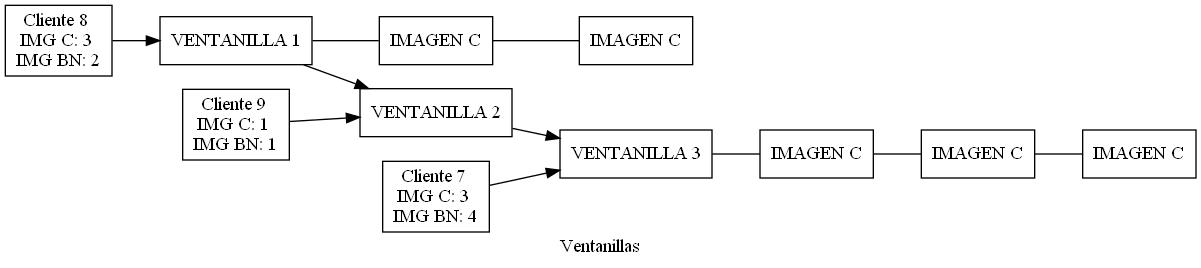 Cliente 8
IMG C: 3
IMG BN: 2
VENTANILLA 1
IMAGEN C
IMAGEN C
Cliente 9
IMG C: 1
IMG BN: 1
VENTANILLA 2
Cliente 7
IMG C: 3
IMG BN: 4
VENTANILLA 3
IMAGEN C
IMAGEN C
IMAGEN C
Ventanillas